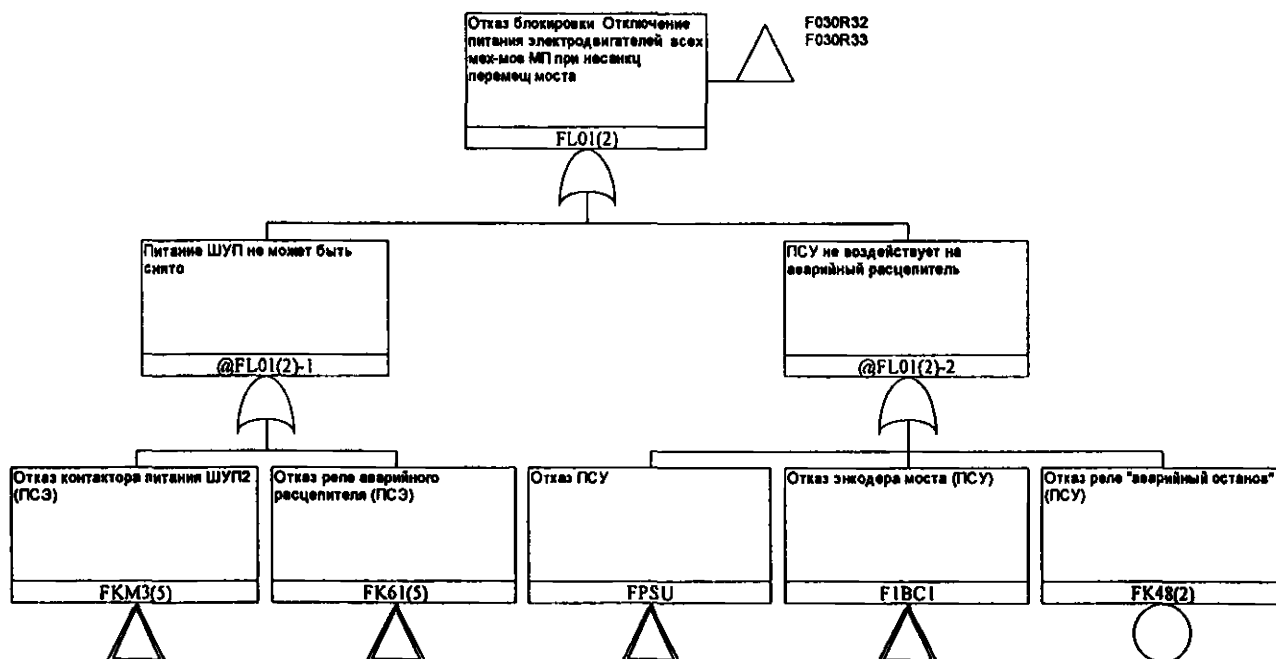 Отказ блокировки Отключение
питания электродвигателей всех
мех-мов МП при несанкц
перемещ моста
FL01(2)
F030R32
F030R33
Питание ШУП не может быть
снято
@FL01(2)-1
ПСУ не воздействует на
аварийный расцепитель
@FL01(2)-2
Отказ контактора питания ШУП2
(ПСЭ)
FKM3(5)
Отказ реле аварийного
расцепителя (ПСЭ)
FK61(5)
Отказ ПСУ
FPSU
Отказ энкодера моста (ПСУ)
F1BC1
Отказ реле "аварийный останов"
(ПСУ)
FK48(2)